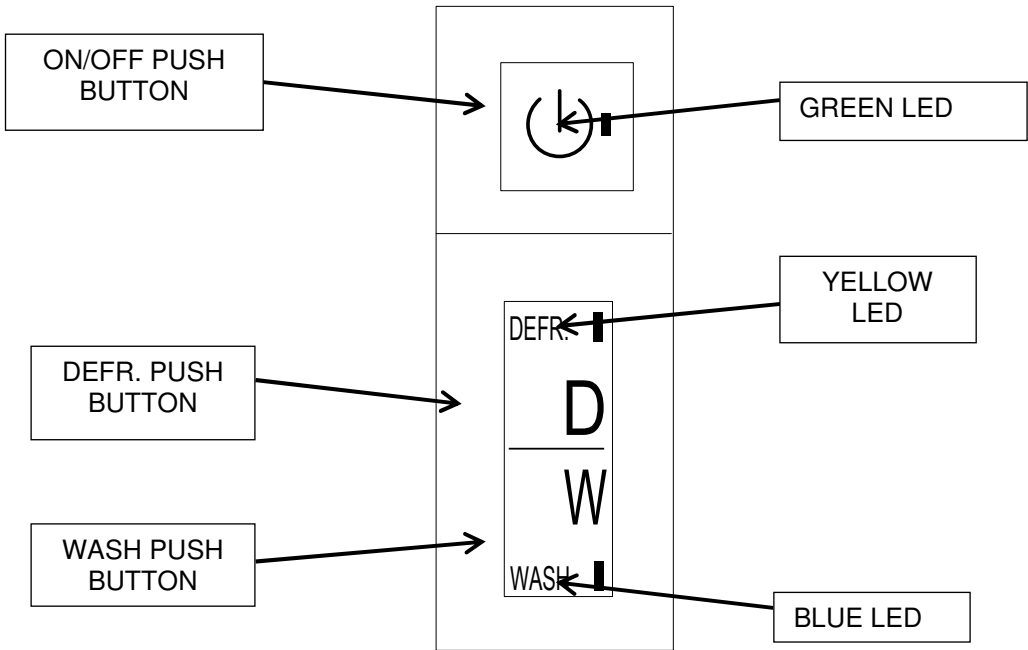 ON/OFF PUSH
BUTTON
GREEN LED
YELLOW
LED
DEFR.
DEFR. PUSH
BUTTON
D
W
WASH PUSH
BUTTON
WASH
BLUE LED